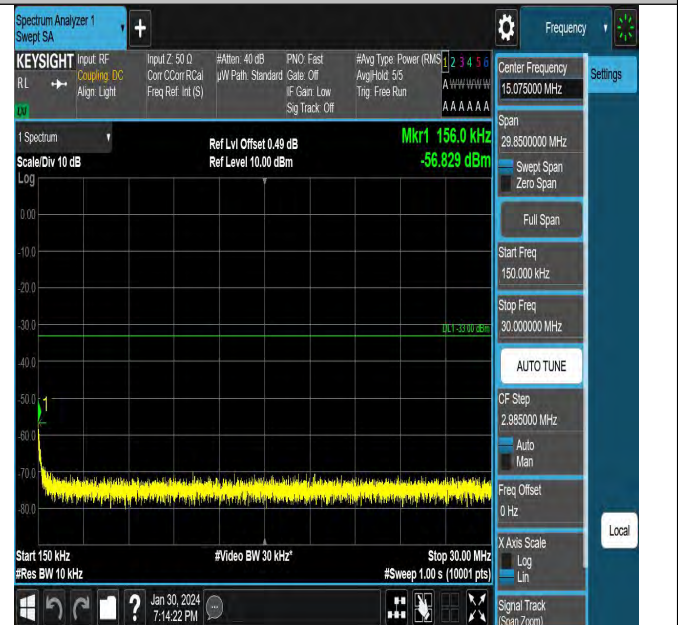 Spectrum Analyzer 1
Swept SA
Frequency
KEYSIGHT
RL
Input: RF
Coupling: DC
Align: Light
Input Z: 50 Ω
Corr CCorr RCal
Freq Ref: Int (S)
#Atten: 40 dB
µW Path: Standard
PNO: Fast
Gate: Off
IF Gain: Low
Sig Track: Off
#Avg Type: Power (RMS
Avg|Hold: 5/5
Trig: Free Run
1 2 3 4 5 6
A W W W W W
A A A A A A
1 Spectrum
Scale/Div 10 dB
Log
Ref Lvl Offset 0.49 dB
Ref Level 10.00 dBm
Mkr1 156.0 kHz
-56.829 dBm
0.00
-10.0
-20.0
-30.0
-40.0
-50.0
-60.0
-70.0
-80.0
DL1 -33.00 dBm
1
Start 150 kHz
#Res BW 10 kHz
#Video BW 30 kHz*
Stop 30.00 MHz
#Sweep 1.00 s (10001 pts)
Jan 30, 2024
7:14:22 PM
Center Frequency
15.075000 MHz
Settings
Span
29.8500000 MHz
Swept Span
Zero Span
Full Span
Start Freq
150.000 kHz
Stop Freq
30.000000 MHz
AUTO TUNE
CF Step
2.985000 MHz
Auto
Man
Freq Offset
0 Hz
X Axis Scale
Log
Lin
Local
Signal Track
(Span Zoom)